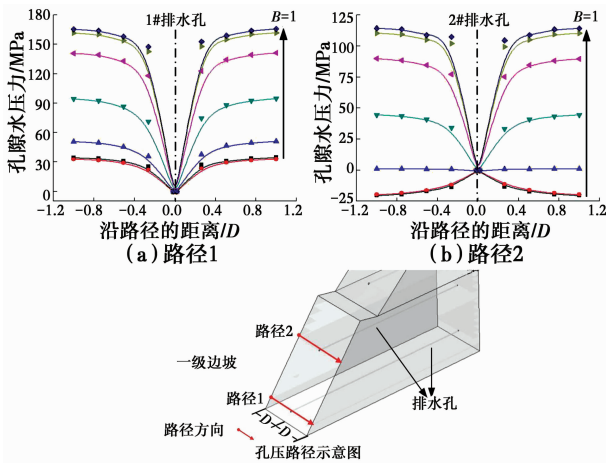 180
150
120
90
60
30
0
孔隙水压力/MPa
1#排水孔
B=1
-1.2 -0.8 -0.4 0.0 0.4 0.8 1.2
沿路径的距离/D
(a)路径1
125
100
75
50
25
0
-25
孔隙水压力/MPa
2#排水孔
B=1
-1.2 -0.8 -0.4 0.0 0.4 0.8 1.2
沿路径的距离/D
(b)路径2
路径2
一级边坡
路径1
D D
排水孔
路径方向
孔压路径示意图